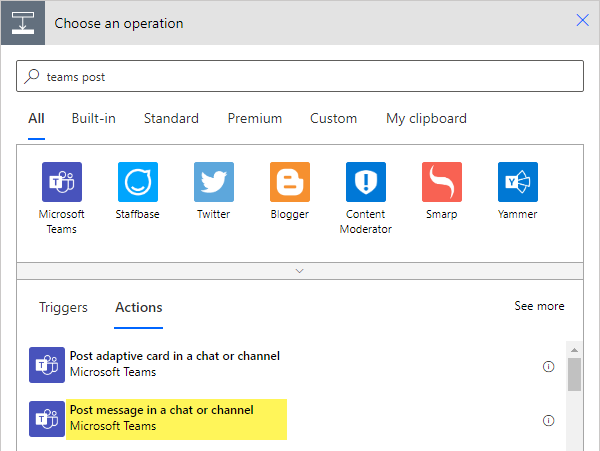 Choose an operation
teams post
All Built-in Standard Premium Custom My clipboard
Microsoft Teams
Staffbase
Twitter
Blogger
Content Moderator
Smarp
Yammer
Triggers Actions See more
Post adaptive card in a chat or channel
Microsoft Teams
Post message in a chat or channel
Microsoft Teams